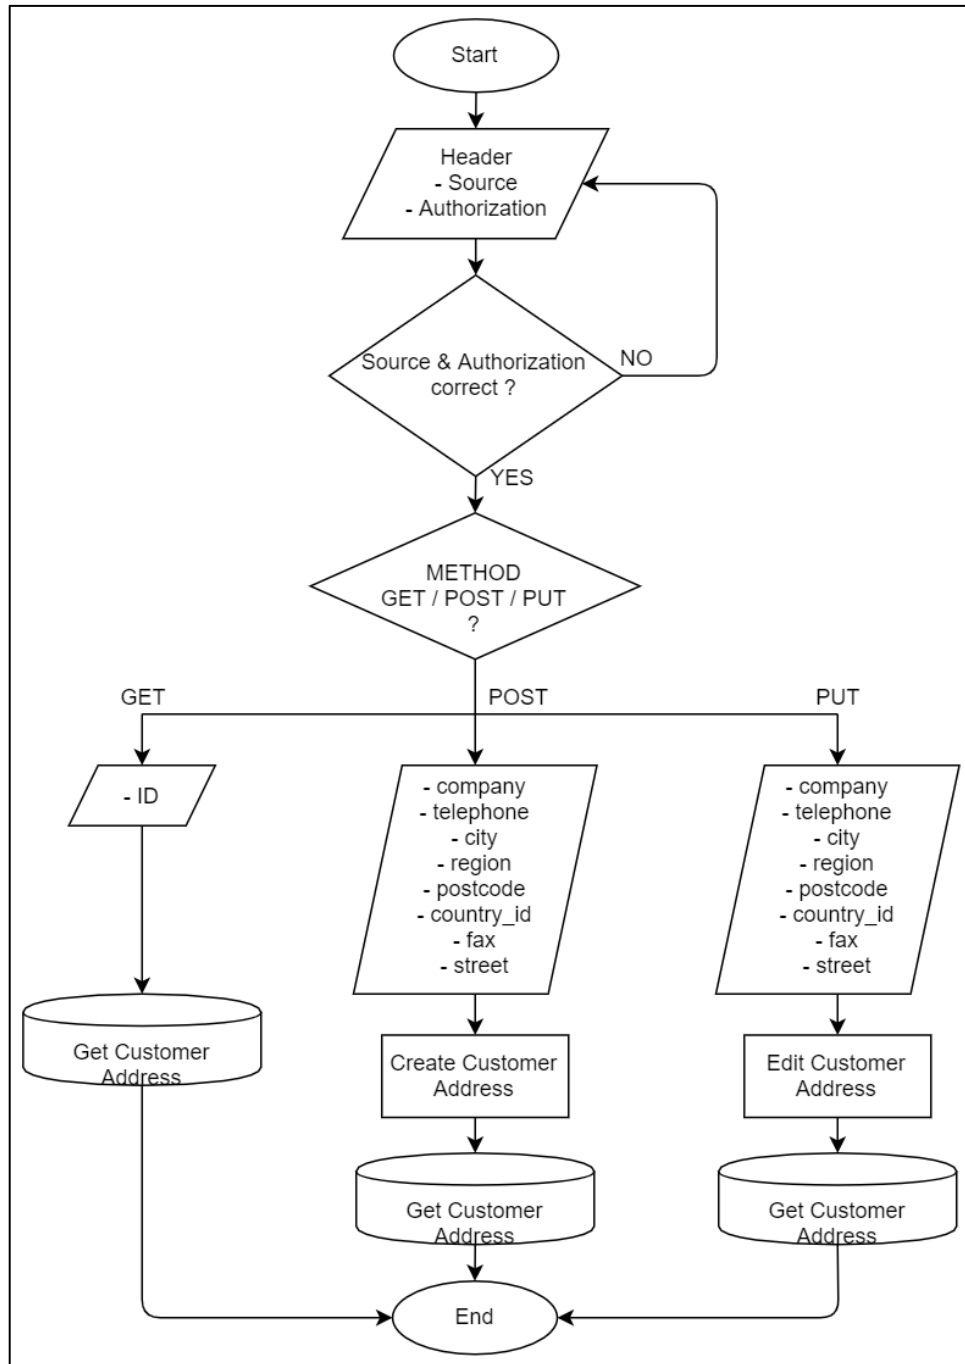 Start
Header
- Source
- Authorization
Source & Authorization
correct ?
NO
YES
METHOD
GET / POST / PUT
?
GET
POST
PUT
- ID
- company
- telephone
- city
- region
- postcode
- country_id
- fax
- street
- company
- telephone
- city
- region
- postcode
- country_id
- fax
- street
Get Customer
Address
Create Customer
Address
Edit Customer
Address
Get Customer
Address
Get Customer
Address
End